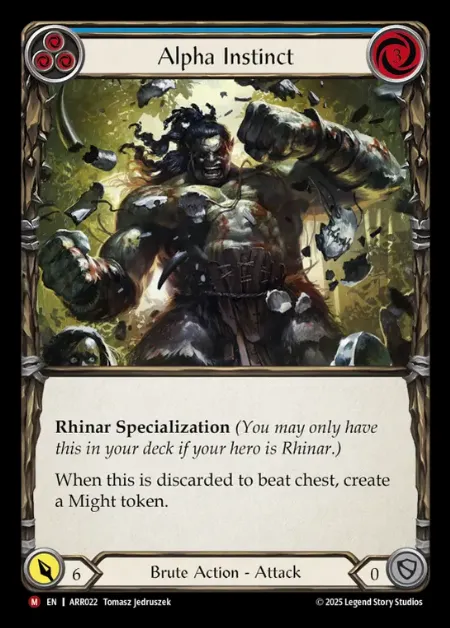 Alpha Instinct
3
Rhinar Specialization (You may only have
this in your deck if your hero is Rhinar.)
When this is discarded to beat chest, create
a Might token.
6
Brute Action - Attack
0
M EN | ARR022 Tomasz Jedruszek
© 2025 Legend Story Studios